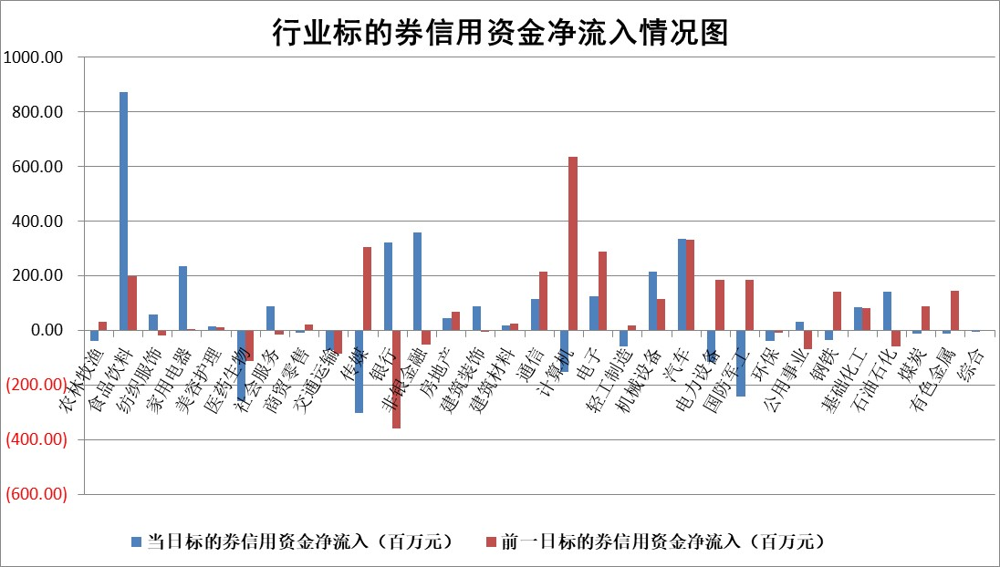 行业标的券信用资金净流入情况图
1000.00
800.00
600.00
400.00
200.00
0.00
(200.00)
(400.00)
(600.00)
农林牧渔
食品饮料
纺织服饰
家用电器
美容护理
医药生物
社会服务
商贸零售
交通运输
传媒
银行
非银金融
房地产
建筑装饰
建筑材料
通信
计算机
电子
轻工制造
机械设备
汽车
电力设备
国防军工
环保
公用事业
钢铁
基础化工
石油石化
煤炭
有色金属
综合
当日标的券信用资金净流入（百万元）
前一日标的券信用资金净流入（百万元）